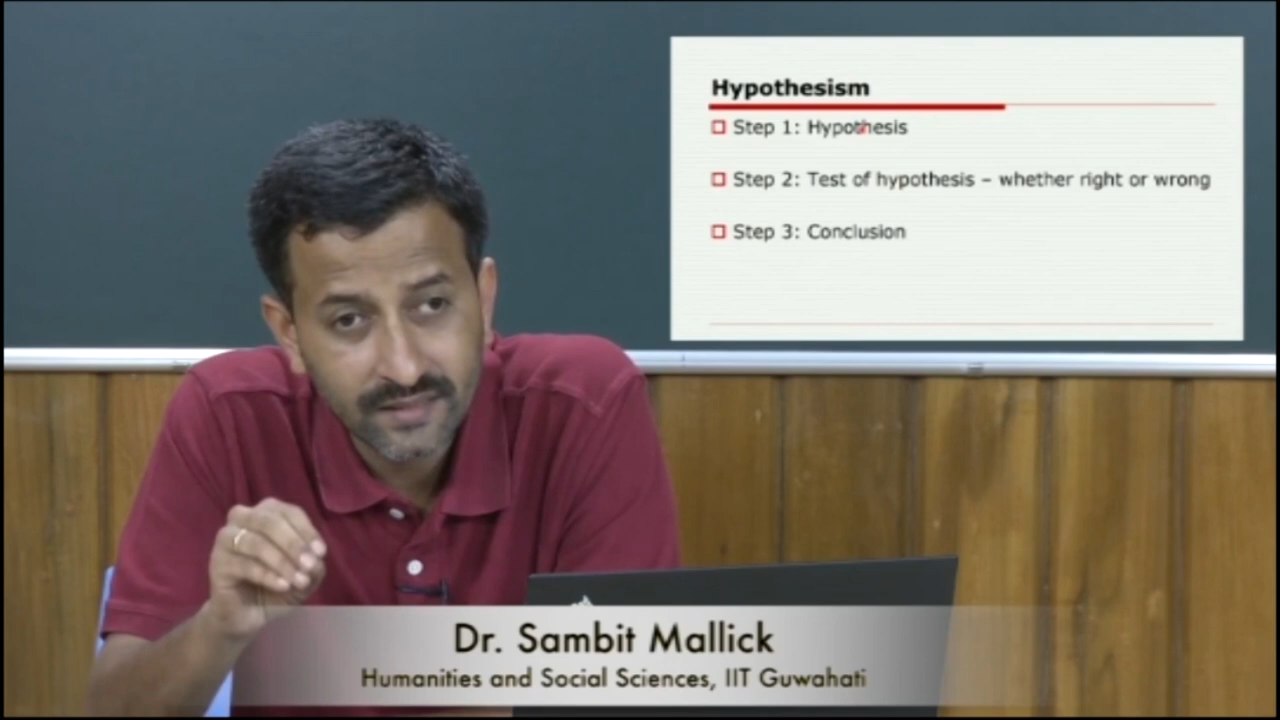 Hypothesism
Step 1: Hypothesis
Step 2: Test of hypothesis – whether right or wrong
Step 3: Conclusion
Dr. Sambit Mallick
Humanities and Social Sciences, IIT Guwahati